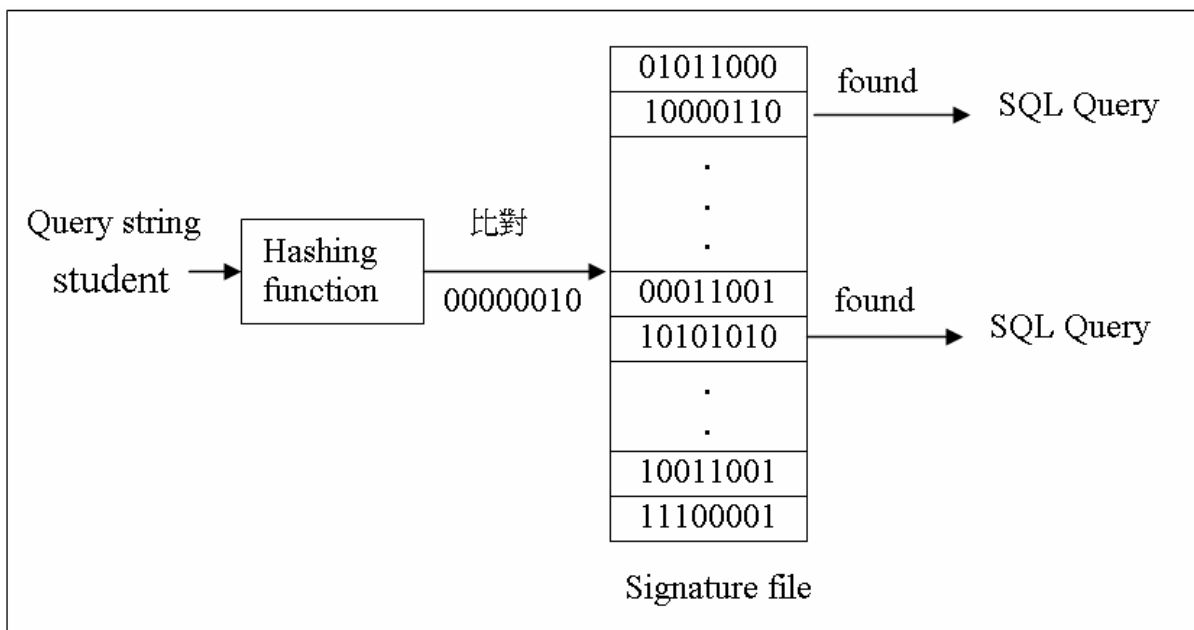 Query string
student
Hashing
function
比對
00000010
01011000
10000110
.
.
.
00011001
10101010
.
.
10011001
11100001
Signature file
found
SQL Query
found
SQL Query